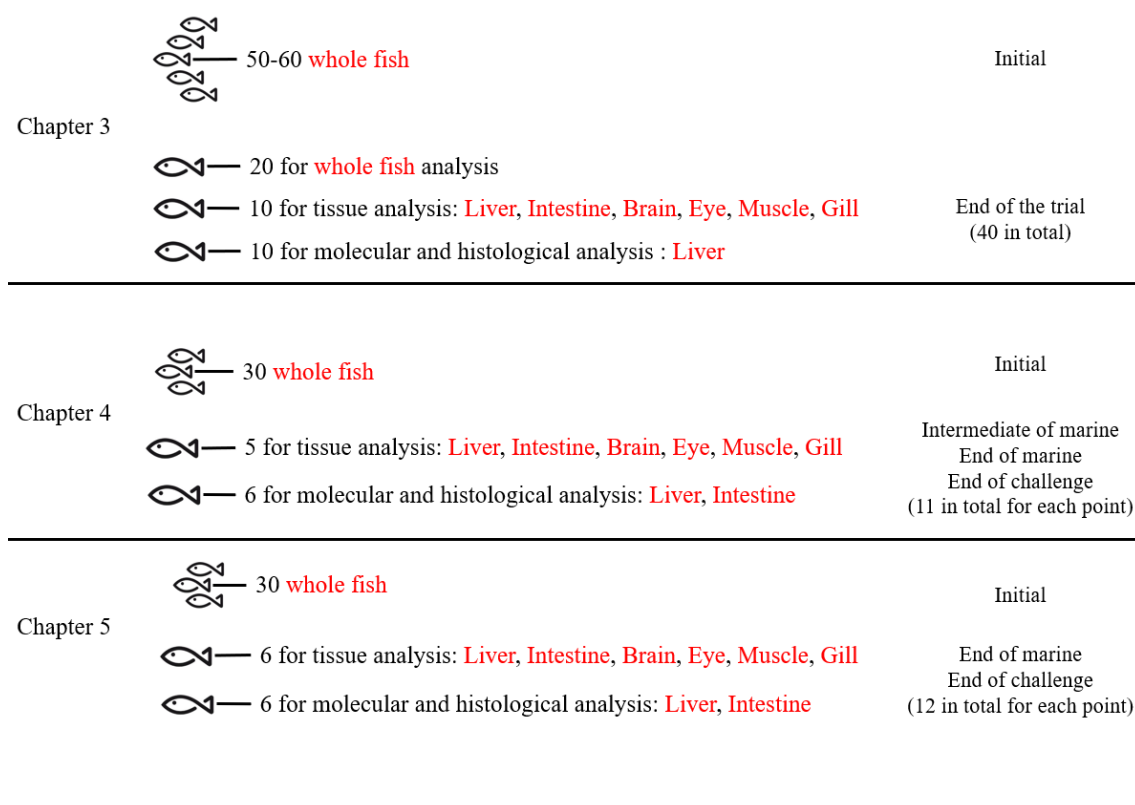 50-60 whole fish
Initial
Chapter 3
20 for whole fish analysis
10 for tissue analysis: Liver, Intestine, Brain, Eye, Muscle, Gill
End of the trial
(40 in total)
10 for molecular and histological analysis : Liver
30 whole fish
Initial
Chapter 4
5 for tissue analysis: Liver, Intestine, Brain, Eye, Muscle, Gill
6 for molecular and histological analysis: Liver, Intestine
Intermediate of marine
End of marine
End of challenge
(11 in total for each point)
30 whole fish
Initial
Chapter 5
6 for tissue analysis: Liver, Intestine, Brain, Eye, Muscle, Gill
6 for molecular and histological analysis: Liver, Intestine
End of marine
End of challenge
(12 in total for each point)